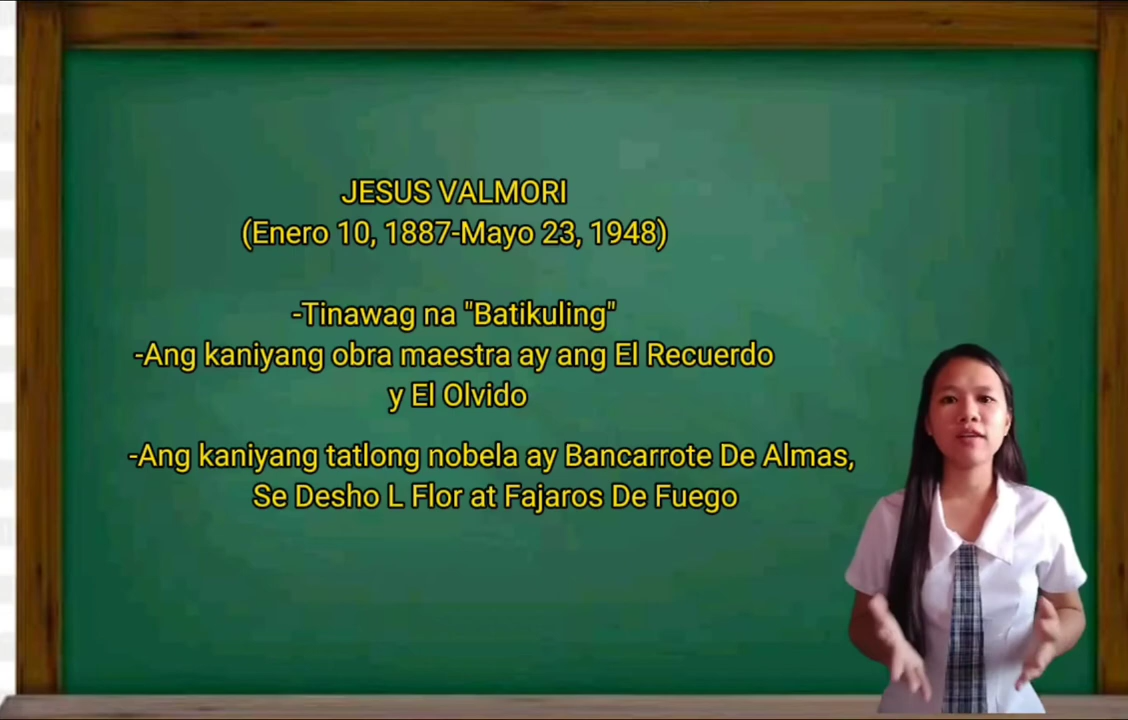 JESUS VALMORI
(Enero 10, 1887-Mayo 23, 1948)
-Tinawag na "Batikuling"
-Ang kaniyang obra maestra ay ang El Recuerdo
y El Olvido
-Ang kaniyang tatlong nobela ay Bancarrote De Almas,
Se Desho L Flor at Fajaros De Fuego